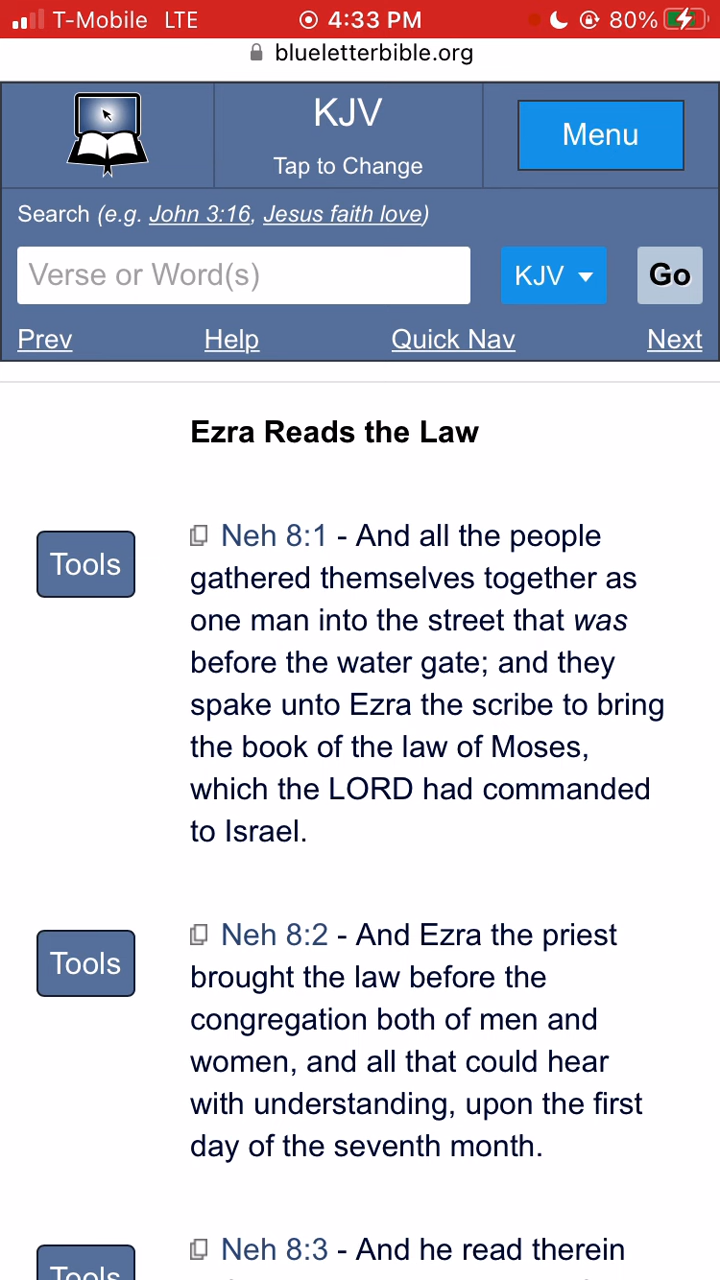 T-Mobile LTE 4:33 PM 80%
blueletterbible.org
KJV
Tap to Change
Menu
Search (e.g. John 3:16, Jesus faith love)
Verse or Word(s) KJV Go
Prev Help Quick Nav Next
Ezra Reads the Law
Tools
Neh 8:1 - And all the people
gathered themselves together as
one man into the street that was
before the water gate; and they
spake unto Ezra the scribe to bring
the book of the law of Moses,
which the LORD had commanded
to Israel.
Tools
Neh 8:2 - And Ezra the priest
brought the law before the
congregation both of men and
women, and all that could hear
with understanding, upon the first
day of the seventh month.
Tools
Neh 8:3 - And he read therein